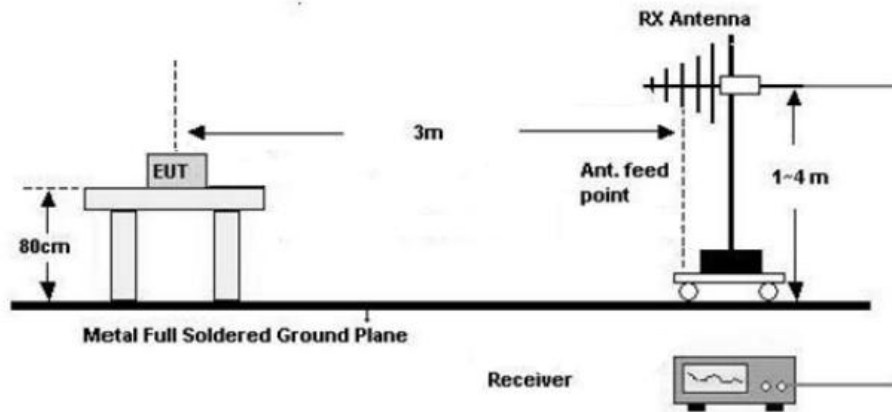 RX Antenna
3m
EUT
Ant. feed
point
1~4 m
80cm
Metal Full Soldered Ground Plane
Receiver